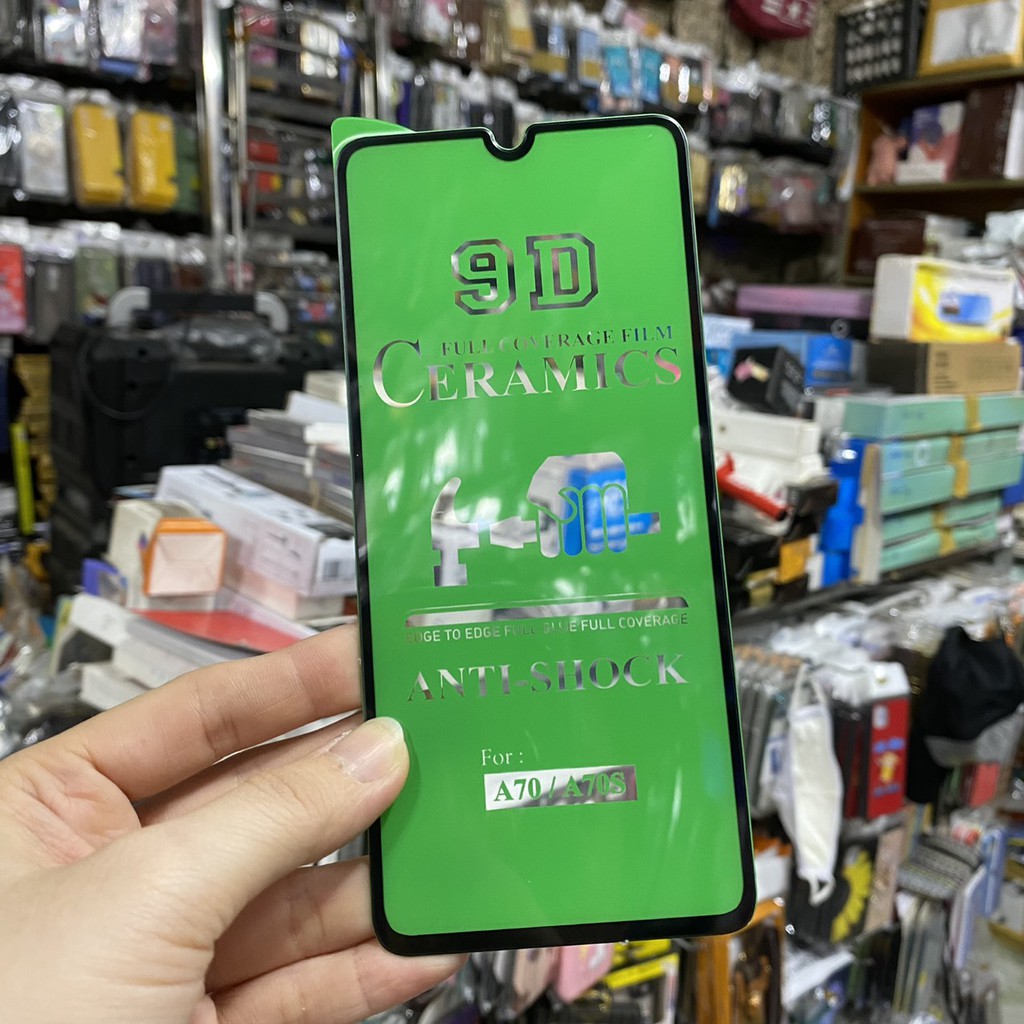 9D
FULL COVERAGE FILM
CERAMICS
EDGE TO EDGE FULL GLUE FULL COVERAGE
ANTI-SHOCK
For :
A70 / A70S